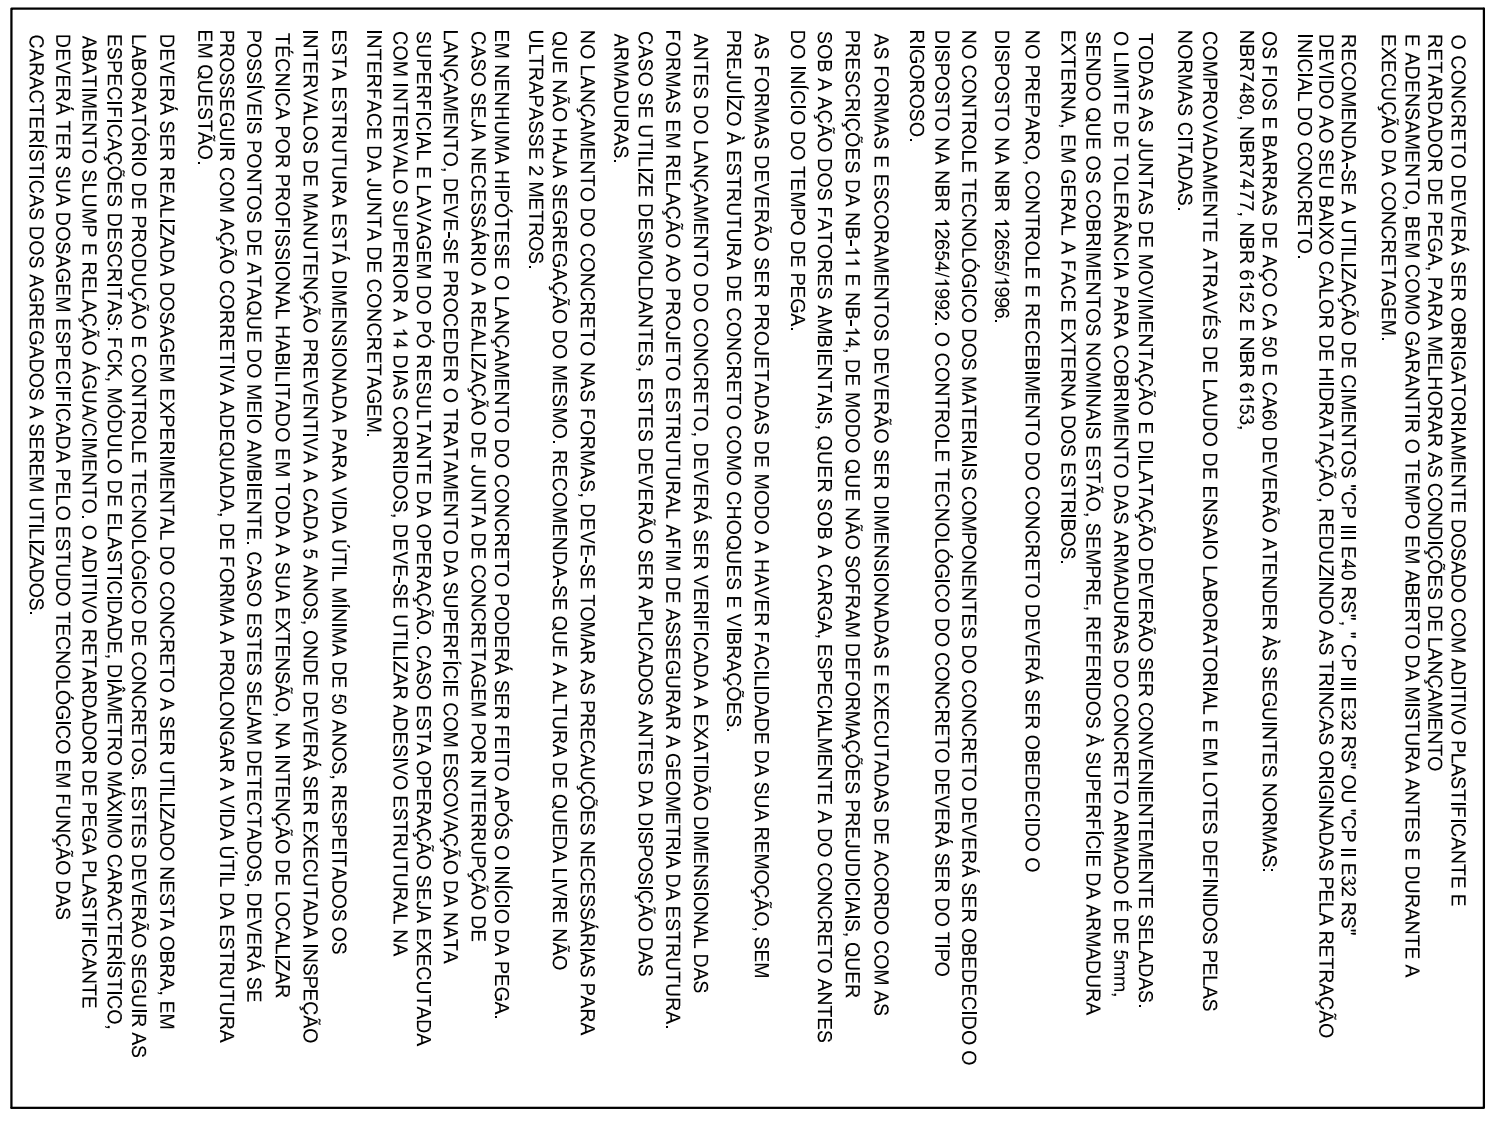 O CONCRETO DEVERÁ SER OBRIGATORIAMENTE DOSADO COM ADITIVO PLASTIFICANTE E
RETARDADOR DE PEGA, PARA MELHORAR AS CONDIÇÕES DE LANÇAMENTO
E ADENSAMENTO, BEM COMO GARANTIR O TEMPO EM ABERTO DA MISTURA ANTES E DURANTE A
EXECUÇÃO DA CONCRETAGEM.
RECOMENDA-SE A UTILIZAÇÃO DE CIMENTOS "CP III E40 RS", " CP III E32 RS" OU "CP II E32 RS"
DEVIDO AO SEU BAIXO CALOR DE HIDRATAÇÃO, REDUZINDO AS TRINCAS ORIGINADAS PELA RETRAÇÃO
INICIAL DO CONCRETO.
OS FIOS E BARRAS DE AÇO CA 50 E CA60 DEVERÃO ATENDER ÀS SEGUINTES NORMAS:
NBR7480, NBR7477, NBR 6152 E NBR 6153,
COMPROVADAMENTE ATRAVÉS DE LAUDO DE ENSAIO LABORATORIAL E EM LOTES DEFINIDOS PELAS
NORMAS CITADAS.
TODAS AS JUNTAS DE MOVIMENTAÇÃO E DILATAÇÃO DEVERÃO SER CONVENIENTEMENTE SELADAS.
O LIMITE DE TOLERÂNCIA PARA COBRIMENTO DAS ARMADURAS DO CONCRETO ARMADO É DE 5mm,
SENDO QUE OS COBRIMENTOS NOMINAIS ESTÃO, SEMPRE, REFERIDOS À SUPERFÍCIE DA ARMADURA
EXTERNA, EM GERAL A FACE EXTERNA DOS ESTRIBOS.
NO PREPARO, CONTROLE E RECEBIMENTO DO CONCRETO DEVERÁ SER OBEDECIDO O
DISPOSTO NA NBR 12655/1996.
NO CONTROLE TECNOLÓGICO DOS MATERIAIS COMPONENTES DO CONCRETO DEVERÁ SER OBEDECIDO O
DISPOSTO NA NBR 12654/1992. O CONTROLE TECNOLÓGICO DO CONCRETO DEVERÁ SER DO TIPO
RIGOROSO.
AS FORMAS E ESCORAMENTOS DEVERÃO SER DIMENSIONADAS E EXECUTADAS DE ACORDO COM AS
PRESCRIÇÕES DA NB-11 E NB-14, DE MODO QUE NÃO SOFRAM DEFORMAÇÕES PREJUDICIAIS, QUER
SOB A AÇÃO DOS FATORES AMBIENTAIS, QUER SOB A CARGA, ESPECIALMENTE A DO CONCRETO ANTES
DO INÍCIO DO TEMPO DE PEGA.
AS FORMAS DEVERÃO SER PROJETADAS DE MODO A HAVER FACILIDADE DA SUA REMOÇÃO, SEM
PREJUÍZO À ESTRUTURA DE CONCRETO COMO CHOQUES E VIBRAÇÕES.
ANTES DO LANÇAMENTO DO CONCRETO, DEVERÁ SER VERIFICADA A EXATIDÃO DIMENSIONAL DAS
FORMAS EM RELAÇÃO AO PROJETO ESTRUTURAL AFIM DE ASSEGURAR A GEOMETRIA DA ESTRUTURA.
CASO SE UTILIZE DESMOLDANTES, ESTES DEVERÃO SER APLICADOS ANTES DA DISPOSIÇÃO DAS
ARMADURAS.
NO LANÇAMENTO DO CONCRETO NAS FORMAS, DEVE-SE TOMAR AS PRECAUÇÕES NECESSÁRIAS PARA
QUE NÃO HAJA SEGREGAÇÃO DO MESMO. RECOMENDA-SE QUE A ALTURA DE QUEDA LIVRE NÃO
ULTRAPASSE 2 METROS.
EM NENHUMA HIPÓTESE O LANÇAMENTO DO CONCRETO PODERÁ SER FEITO APÓS O INÍCIO DA PEGA.
CASO SEJA NECESSÁRIO A REALIZAÇÃO DE JUNTA DE CONCRETAGEM POR INTERRUPÇÃO DE
LANÇAMENTO, DEVE-SE PROCEDER O TRATAMENTO DA SUPERFÍCIE COM ESCOVAÇÃO DA NATA
SUPERFICIAL E LAVAGEM DO PÓ RESULTANTE DA OPERAÇÃO. CASO ESTA OPERAÇÃO SEJA EXECUTADA
COM INTERVALO SUPERIOR A 14 DIAS CORRIDOS, DEVE-SE UTILIZAR ADESIVO ESTRUTURAL NA
INTERFACE DA JUNTA DE CONCRETAGEM.
ESTA ESTRUTURA ESTÁ DIMENSIONADA PARA VIDA ÚTIL MÍNIMA DE 50 ANOS, RESPEITADOS OS
INTERVALOS DE MANUTENÇÃO PREVENTIVA A CADA 5 ANOS, ONDE DEVERÁ SER EXECUTADA INSPEÇÃO
TÉCNICA POR PROFISSIONAL HABILITADO EM TODA A SUA EXTENSÃO, NA INTENÇÃO DE LOCALIZAR
POSSÍVEIS PONTOS DE ATAQUE DO MEIO AMBIENTE. CASO ESTES SEJAM DETECTADOS, DEVERÁ SE
PROSSEGUIR COM AÇÃO CORRETIVA ADEQUADA, DE FORMA A PROLONGAR A VIDA ÚTIL DA ESTRUTURA
EM QUESTÃO.
DEVERÁ SER REALIZADA DOSAGEM EXPERIMENTAL DO CONCRETO A SER UTILIZADO NESTA OBRA, EM
LABORATÓRIO DE PRODUÇÃO E CONTROLE TECNOLÓGICO DE CONCRETOS. ESTES DEVERÃO SEGUIR AS
ESPECIFICAÇÕES DESCRITAS: FCK, MÓDULO DE ELASTICIDADE, DIÂMETRO MÁXIMO CARACTERÍSTICO,
ABATIMENTO SLUMP E RELAÇÃO ÁGUA/CIMENTO. O ADITIVO RETARDADOR DE PEGA PLASTIFICANTE
DEVERÁ TER SUA DOSAGEM ESPECIFICADA PELO ESTUDO TECNOLÓGICO EM FUNÇÃO DAS
CARACTERÍSTICAS DOS AGREGADOS A SEREM UTILIZADOS.